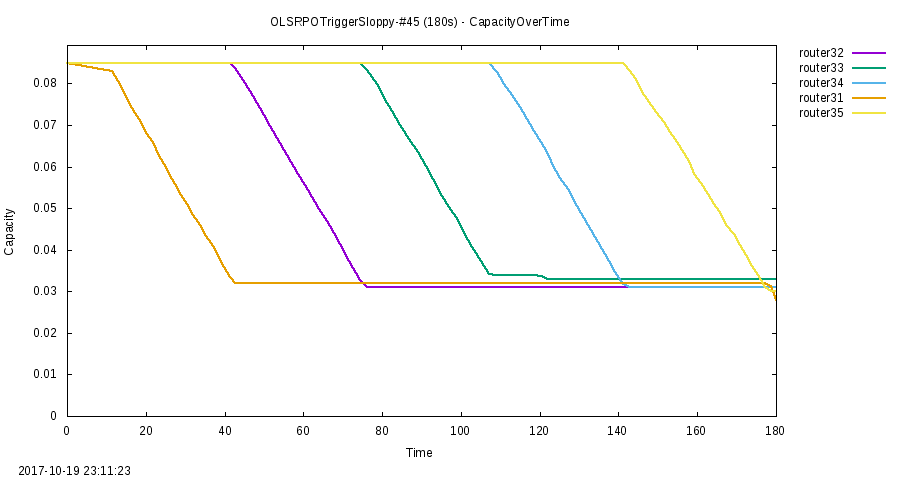 OLSRPOTriggerSloppy-#45 (180s) - CapacityOverTime
router32
router33
router34
router31
router35
0.08
0.07
0.06
0.05
0.04
0.03
0.02
0.01
0
Capacity
0 20 40 60 80 100 120 140 160 180
Time
2017-10-19 23:11:23